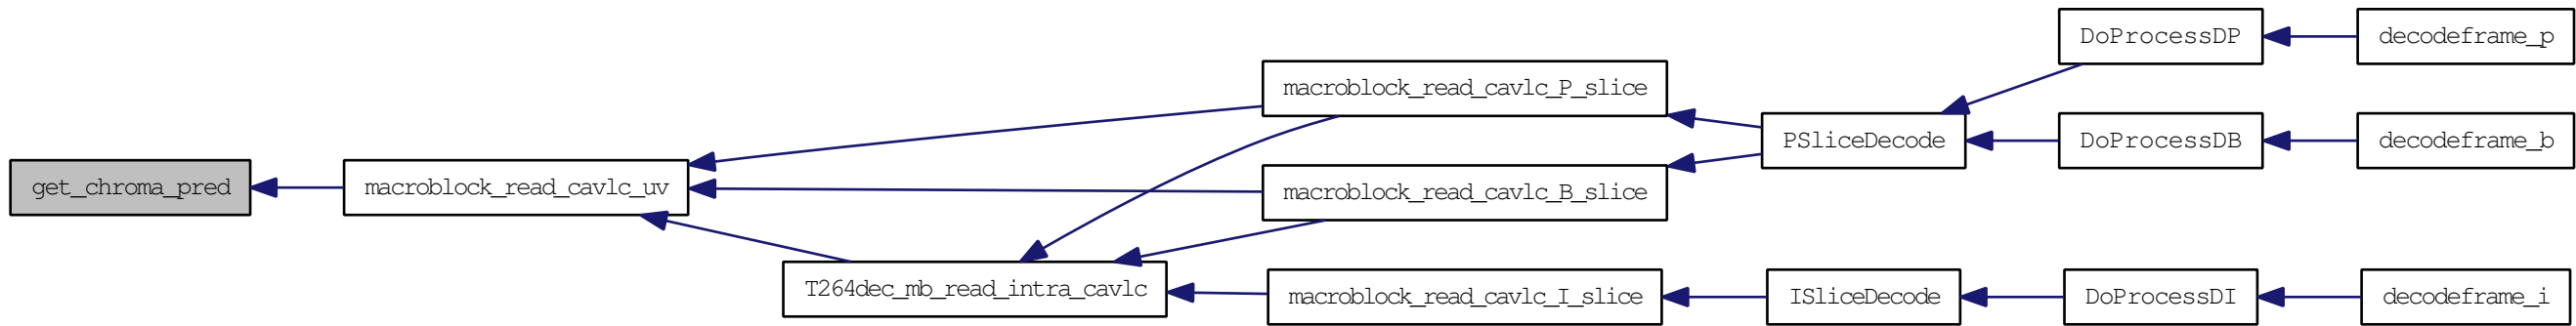 get_chroma_pred
macroblock_read_cavlc_uv
T264dec_mb_read_intra_cavlc
macroblock_read_cavlc_P_slice
macroblock_read_cavlc_B_slice
macroblock_read_cavlc_I_slice
PSliceDecode
ISliceDecode
DoProcessDP
DoProcessDB
DoProcessDI
decodeframe_p
decodeframe_b
decodeframe_i